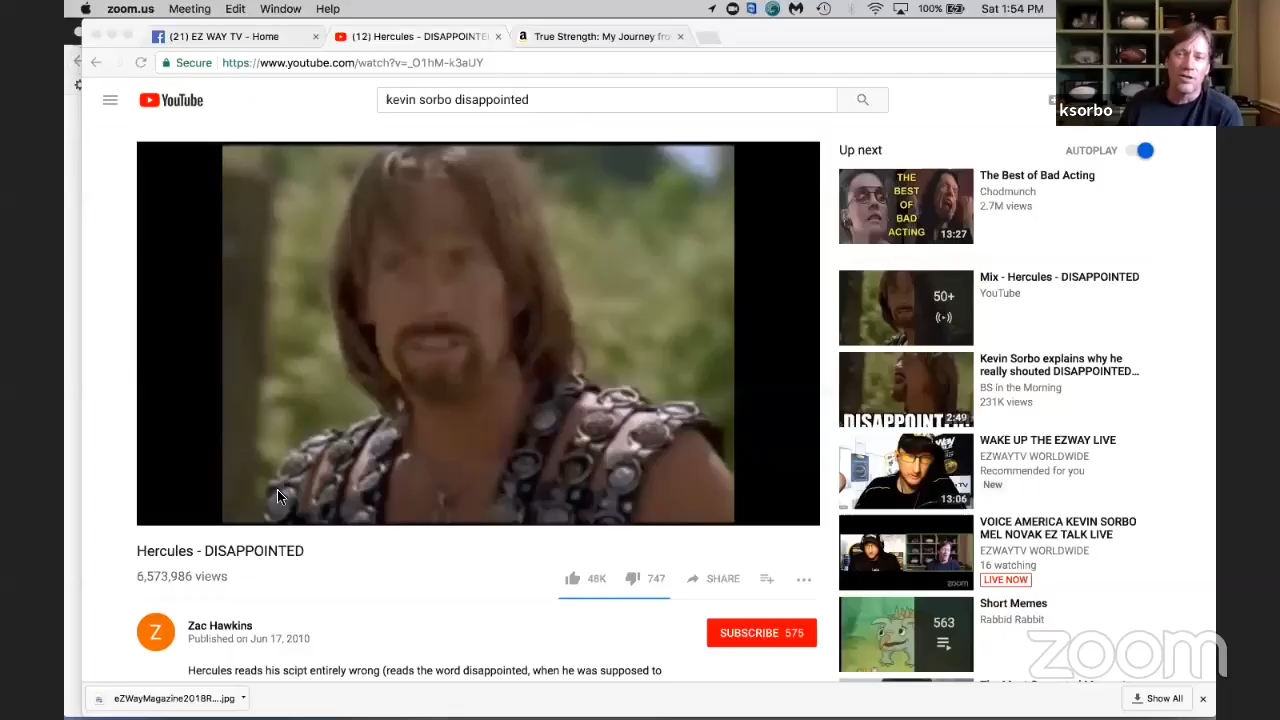 zoom.us Meetings Edit Window Help 100% Sat 1:54 PM
(21) EZ WAY TV - Home × (12) Hercules - DISAPPOINTE × True Strength: My Journey fro ×
Secure https://www.youtube.com/watch?v=_O1hM-k3aUY
YouTube kevin sorbo disappointed
ksorbo
Up next AUTOPLAY
THE BEST OF BAD ACTING
13:27
The Best of Bad Acting
Chodmunch
2.7M views
50+
Mix - Hercules - DISAPPOINTED
YouTube
DISAPPOINT
2:49
Kevin Sorbo explains why he
really shouted DISAPPOINTED...
BS in the Morning
231K views
13:06
WAKE UP THE EZWAY LIVE
EZWAYTV WORLDWIDE
Recommended for you
New
zoom
VOICE AMERICA KEVIN SORBO
MEL NOVAK EZ TALK LIVE
EZWAYTV WORLDWIDE
16 watching
LIVE NOW
563
Short Memes
Rabbid Rabbit
Hercules - DISAPPOINTED
6,573,986 views
48K 747 SHARE
Z
Zac Hawkins
Published on Jun 17, 2010
SUBSCRIBE 575
Hercules reads his scipt entirely wrong (reads the word disappointed, when he was supposed to
zoom
eZWayMagazine2018R....jpg Show All ×